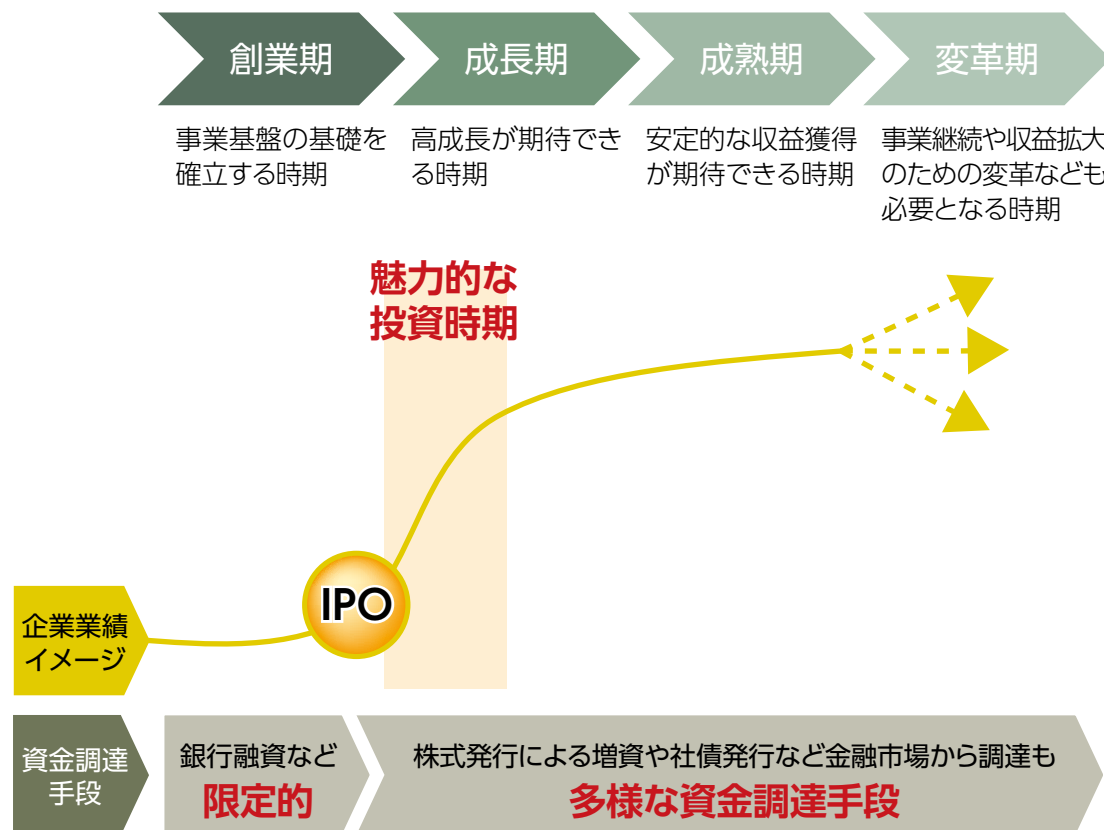 創業期
成長期
成熟期
変革期
事業基盤の基礎を
確立する時期
高成長が期待でき
る時期
安定的な収益獲得
が期待できる時期
事業継続や収益拡大
のための変革なども
必要となる時期
魅力的な
投資時期
IPO
企業業績
イメージ
資金調達
手段
銀行融資など
限定的
株式発行による増資や社債発行など金融市場から調達も
多様な資金調達手段